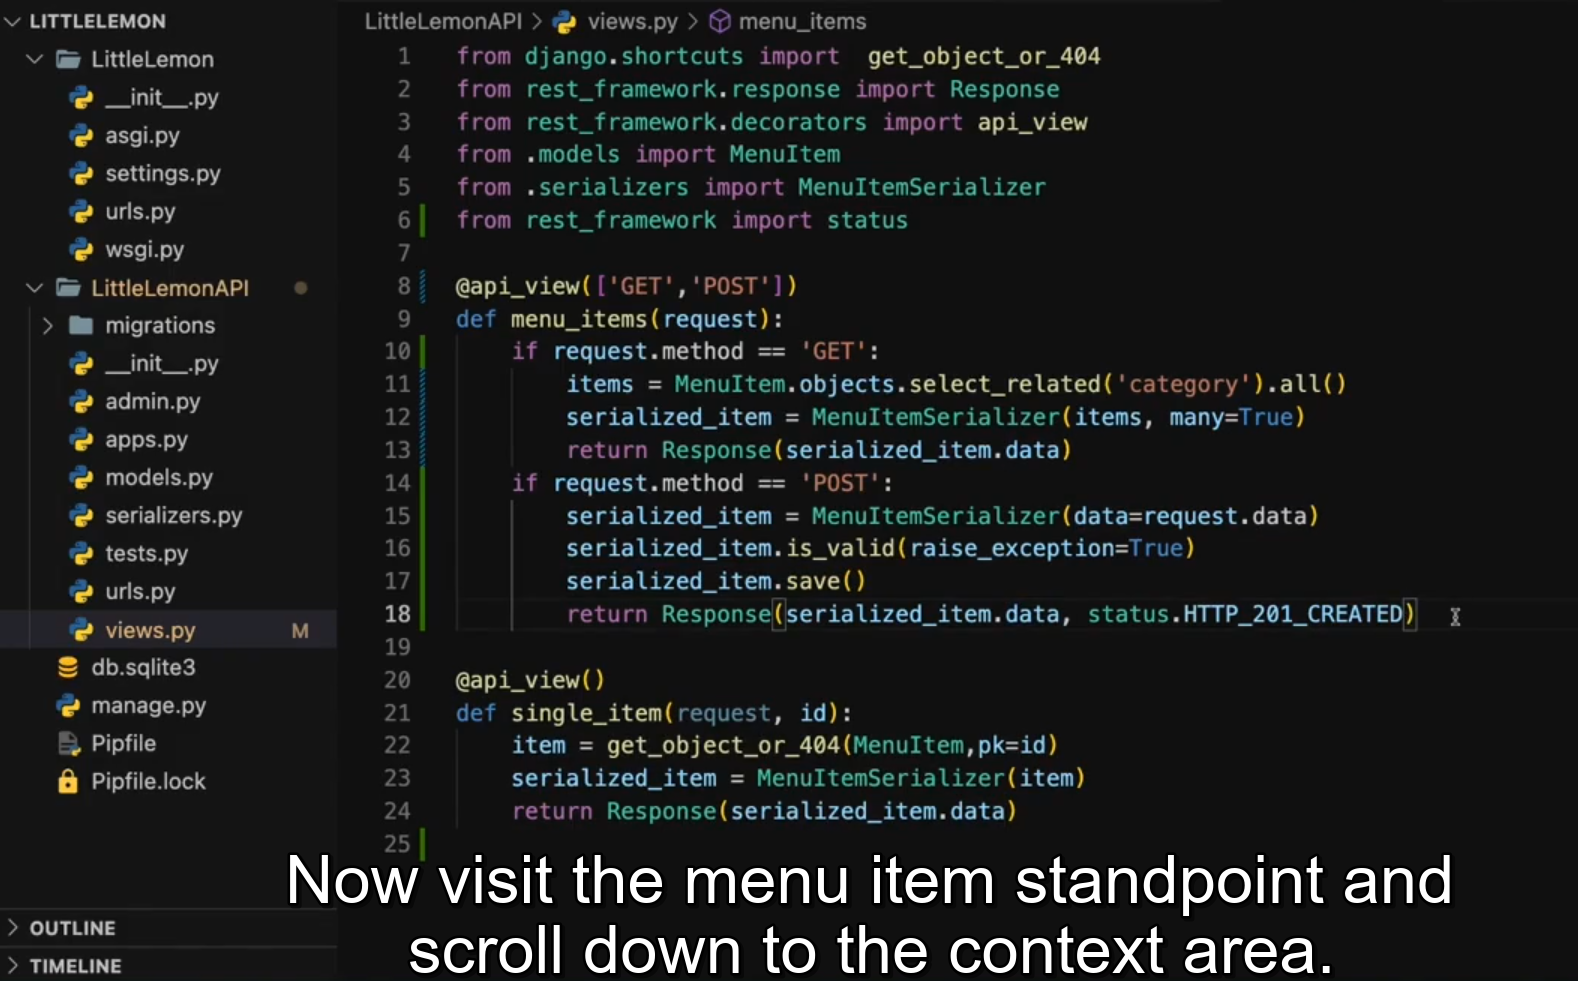 LITTLELEMON
LittleLemon
__init__.py
asgi.py
settings.py
urls.py
wsgi.py
LittleLemonAPI
migrations
__init__.py
admin.py
apps.py
models.py
serializers.py
tests.py
urls.py
views.py M
db.sqlite3
manage.py
Pipfile
Pipfile.lock
OUTLINE
TIMELINE
LittleLemonAPI > views.py > menu_items
1 from django.shortcuts import  get_object_or_404
2 from rest_framework.response import Response
3 from rest_framework.decorators import api_view
4 from .models import MenuItem
5 from .serializers import MenuItemSerializer
6 from rest_framework import status
7
8 @api_view(['GET','POST'])
9 def menu_items(request):
10     if request.method == 'GET':
11         items = MenuItem.objects.select_related('category').all()
12         serialized_item = MenuItemSerializer(items, many=True)
13         return Response(serialized_item.data)
14     if request.method == 'POST':
15         serialized_item = MenuItemSerializer(data=request.data)
16         serialized_item.is_valid(raise_exception=True)
17         serialized_item.save()
18         return Response(serialized_item.data, status.HTTP_201_CREATED)
19
20 @api_view()
21 def single_item(request, id):
22     item = get_object_or_404(MenuItem,pk=id)
23     serialized_item = MenuItemSerializer(item)
24     return Response(serialized_item.data)
25
Now visit the menu item standpoint and
scroll down to the context area.